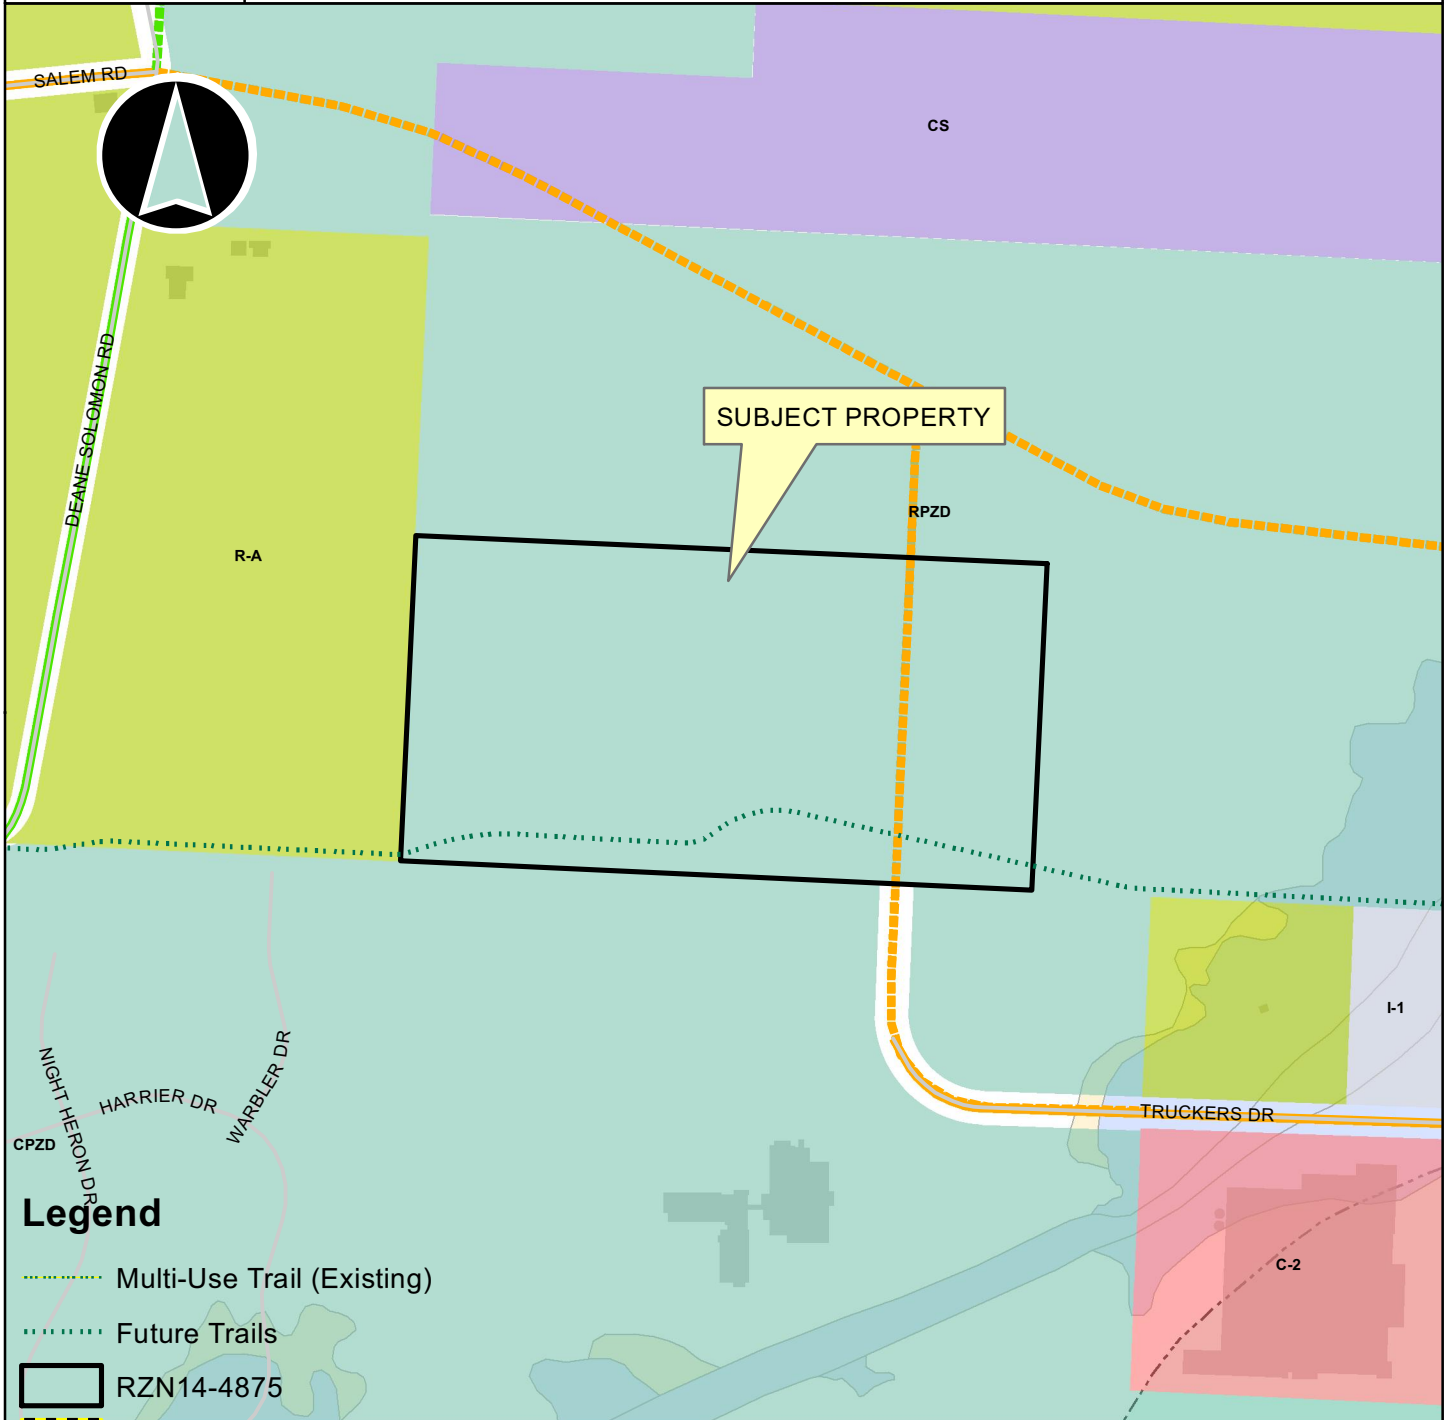 SALEM RD
CS
DEANE SOLOMON RD
SUBJECT PROPERTY
RPZD
R-A
I-1
NIGHT HERON DR
HARRIER DR
WARBLER DR
TRUCKERS DR
CPZD
C-2
Legend
Multi-Use Trail (Existing)
Future Trails
RZN14-4875